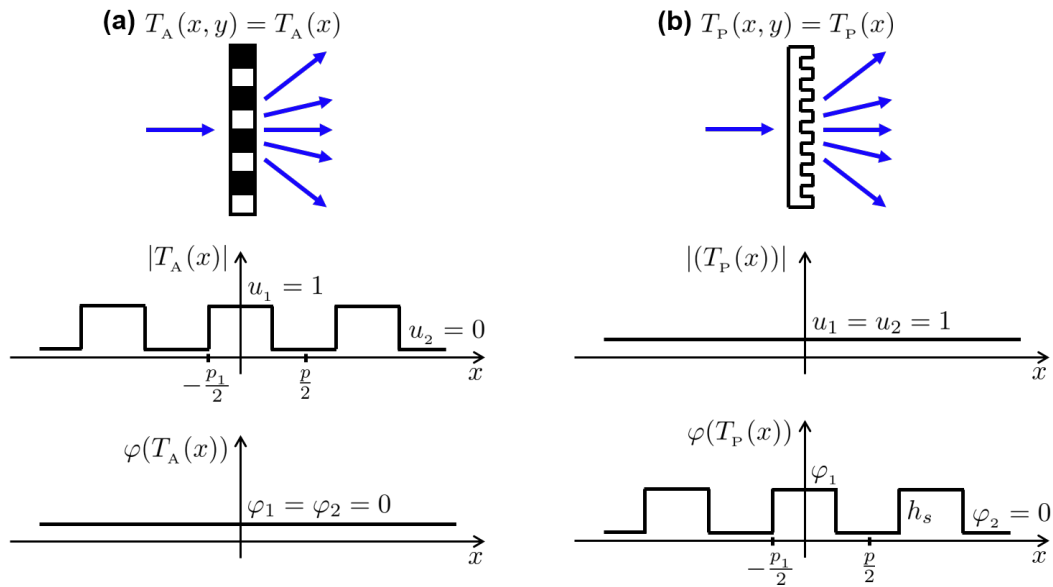 (a) T_A(x, y) = T_A(x)
|T_A(x)|
u_1 = 1
u_2 = 0
-p_1/2
p/2
x
φ(T_A(x))
φ_1 = φ_2 = 0
x
(b) T_P(x, y) = T_P(x)
|(T_P(x))|
u_1 = u_2 = 1
x
φ(T_P(x))
φ_1
h_s
φ_2 = 0
-p_1/2
p/2
x